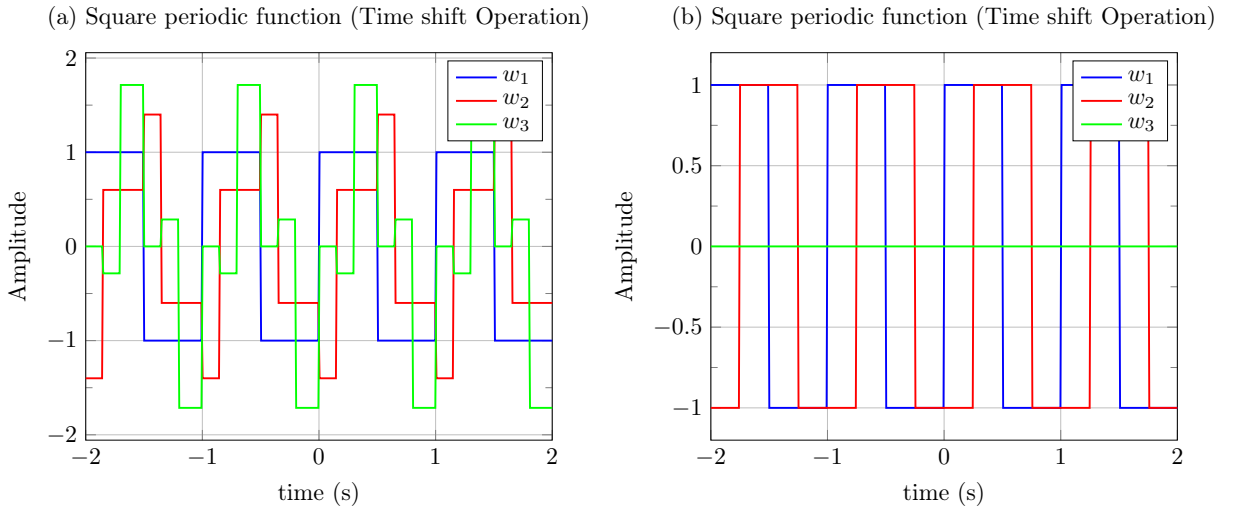 (a) Square periodic function (Time shift Operation)
2
1
0
−1
−2
−2
−1
0
1
2
Amplitude
time (s)
w1
w2
w3
(b) Square periodic function (Time shift Operation)
1
0.5
0
−0.5
−1
−2
−1
0
1
2
Amplitude
time (s)
w1
w2
w3